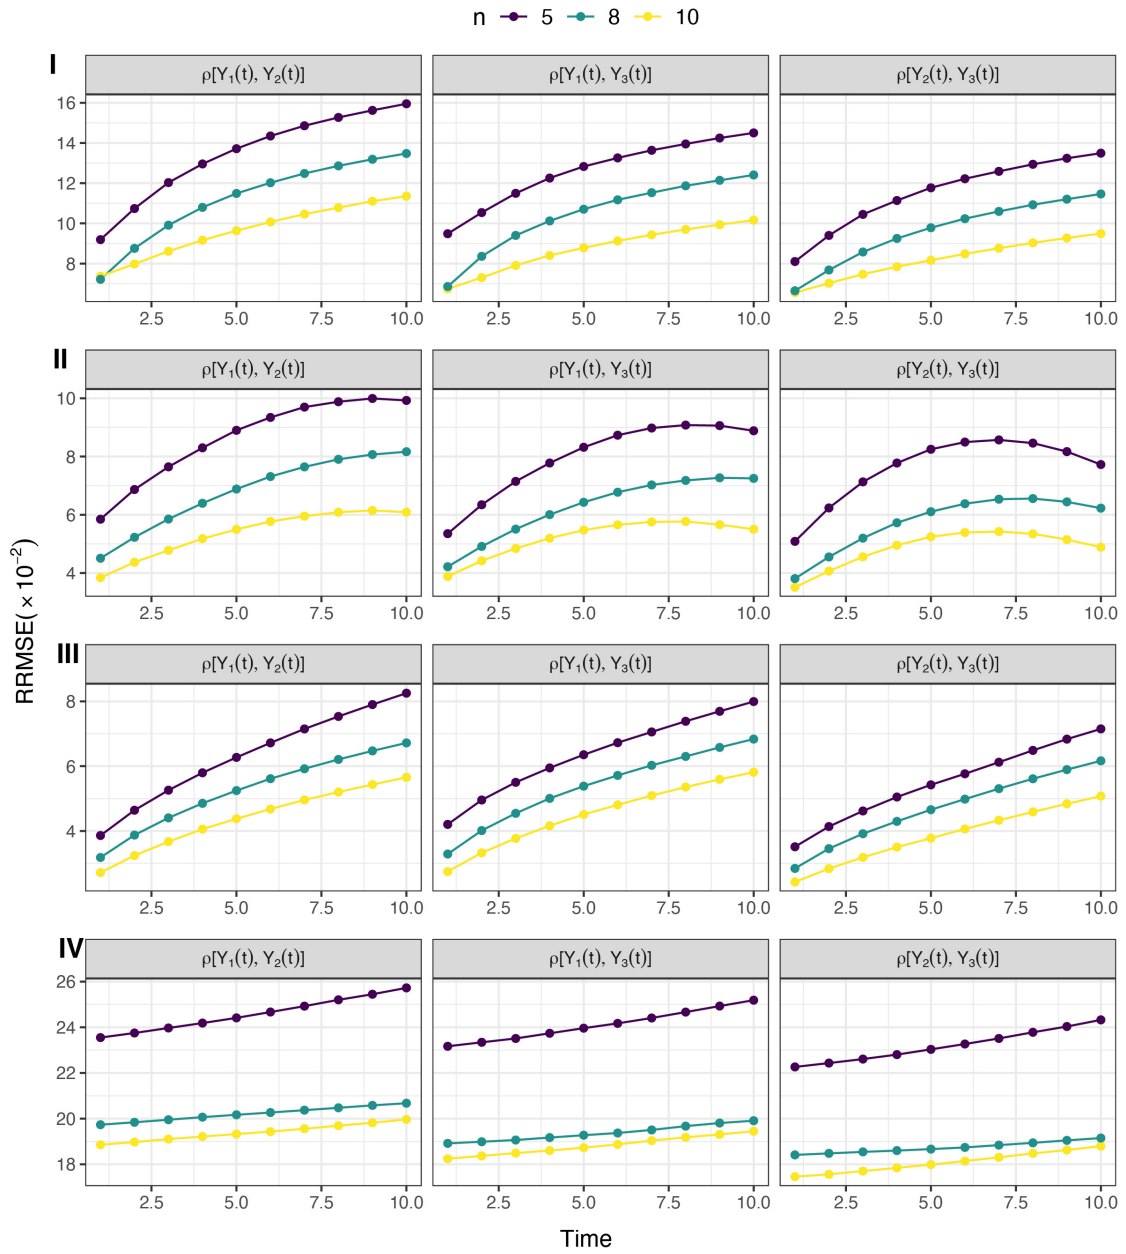 n 5 8 10
I
ρ[Y₁(t), Y₂(t)] ρ[Y₁(t), Y₃(t)] ρ[Y₂(t), Y₃(t)]
16
14
12
10
8
2.5 5.0 7.5 10.0 2.5 5.0 7.5 10.0 2.5 5.0 7.5 10.0
II
ρ[Y₁(t), Y₂(t)] ρ[Y₁(t), Y₃(t)] ρ[Y₂(t), Y₃(t)]
10
8
6
4
2.5 5.0 7.5 10.0 2.5 5.0 7.5 10.0 2.5 5.0 7.5 10.0
RRMSE(×10⁻²)
III
ρ[Y₁(t), Y₂(t)] ρ[Y₁(t), Y₃(t)] ρ[Y₂(t), Y₃(t)]
8
6
4
2.5 5.0 7.5 10.0 2.5 5.0 7.5 10.0 2.5 5.0 7.5 10.0
IV
ρ[Y₁(t), Y₂(t)] ρ[Y₁(t), Y₃(t)] ρ[Y₂(t), Y₃(t)]
26
24
22
20
18
2.5 5.0 7.5 10.0 2.5 5.0 7.5 10.0 2.5 5.0 7.5 10.0
Time